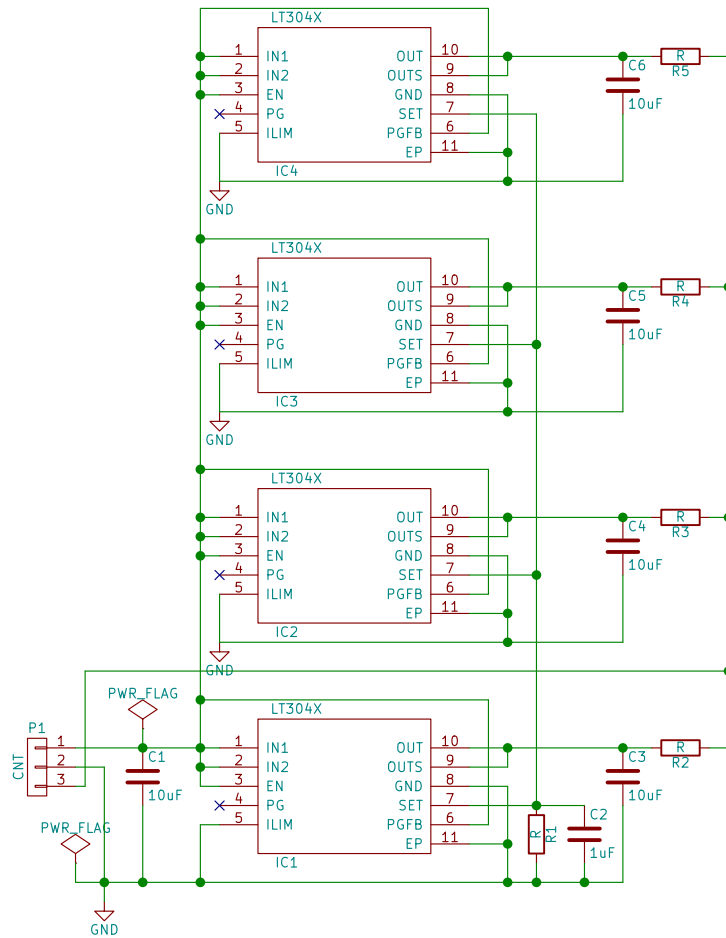 LT304X
1 IN1 OUT 10
2 IN2 OUTS 9
3 EN GND 8
4 PG SET 7
5 ILIM PGFB 6
EP 11
IC4
GND
C6
10uF
R
R5
LT304X
1 IN1 OUT 10
2 IN2 OUTS 9
3 EN GND 8
4 PG SET 7
5 ILIM PGFB 6
EP 11
IC3
GND
C5
10uF
R
R4
LT304X
1 IN1 OUT 10
2 IN2 OUTS 9
3 EN GND 8
4 PG SET 7
5 ILIM PGFB 6
EP 11
IC2
GND
C4
10uF
R
R3
PWR_FLAG
P1
CNT
1
2
3
C1
10uF
PWR_FLAG
GND
LT304X
1 IN1 OUT 10
2 IN2 OUTS 9
3 EN GND 8
4 PG SET 7
5 ILIM PGFB 6
EP 11
IC1
R
R1
C2
1uF
C3
10uF
R
R2